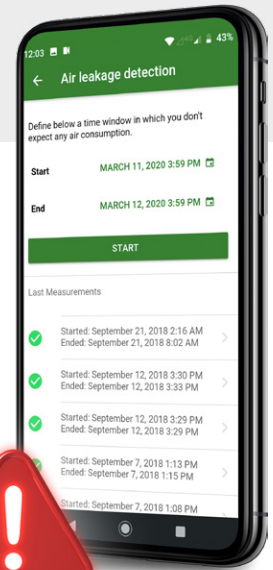 12:03
43%
Air leakage detection
Define below a time window in which you don't
expect any air consumption.
Start MARCH 11, 2020 3:59 PM
End MARCH 12, 2020 3:59 PM
START
Last Measurements
Started: September 21, 2018 2:16 AM
Ended: September 21, 2018 8:02 AM
Started: September 12, 2018 3:30 PM
Ended: September 12, 2018 3:33 PM
Started: September 12, 2018 3:29 PM
Ended: September 12, 2018 3:29 PM
Started: September 7, 2018 1:13 PM
Ended: September 7, 2018 1:15 PM
Started: September 7, 2018 1:08 PM
!